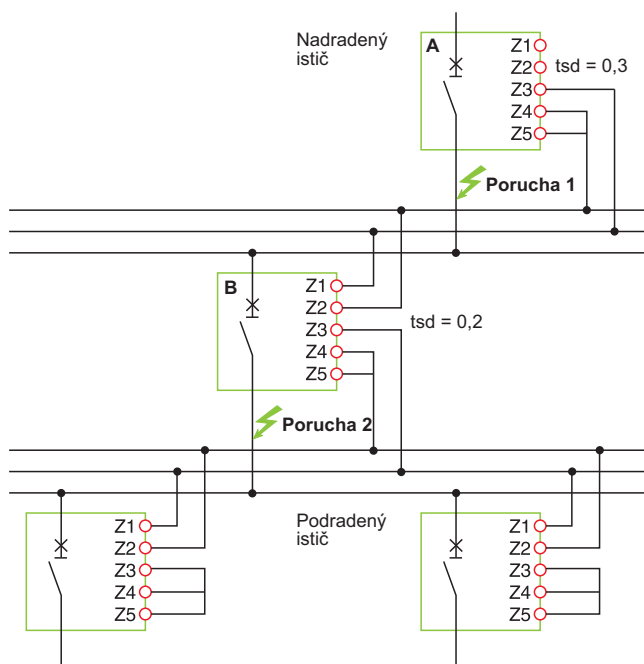 Nadradený
istič
A
Z1
Z2
Z3
Z4
Z5
tsd = 0,3
Porucha 1
B
Z1
Z2
Z3
Z4
Z5
tsd = 0,2
Porucha 2
Z1
Z2
Z3
Z4
Z5
Podradený
istič
Z1
Z2
Z3
Z4
Z5